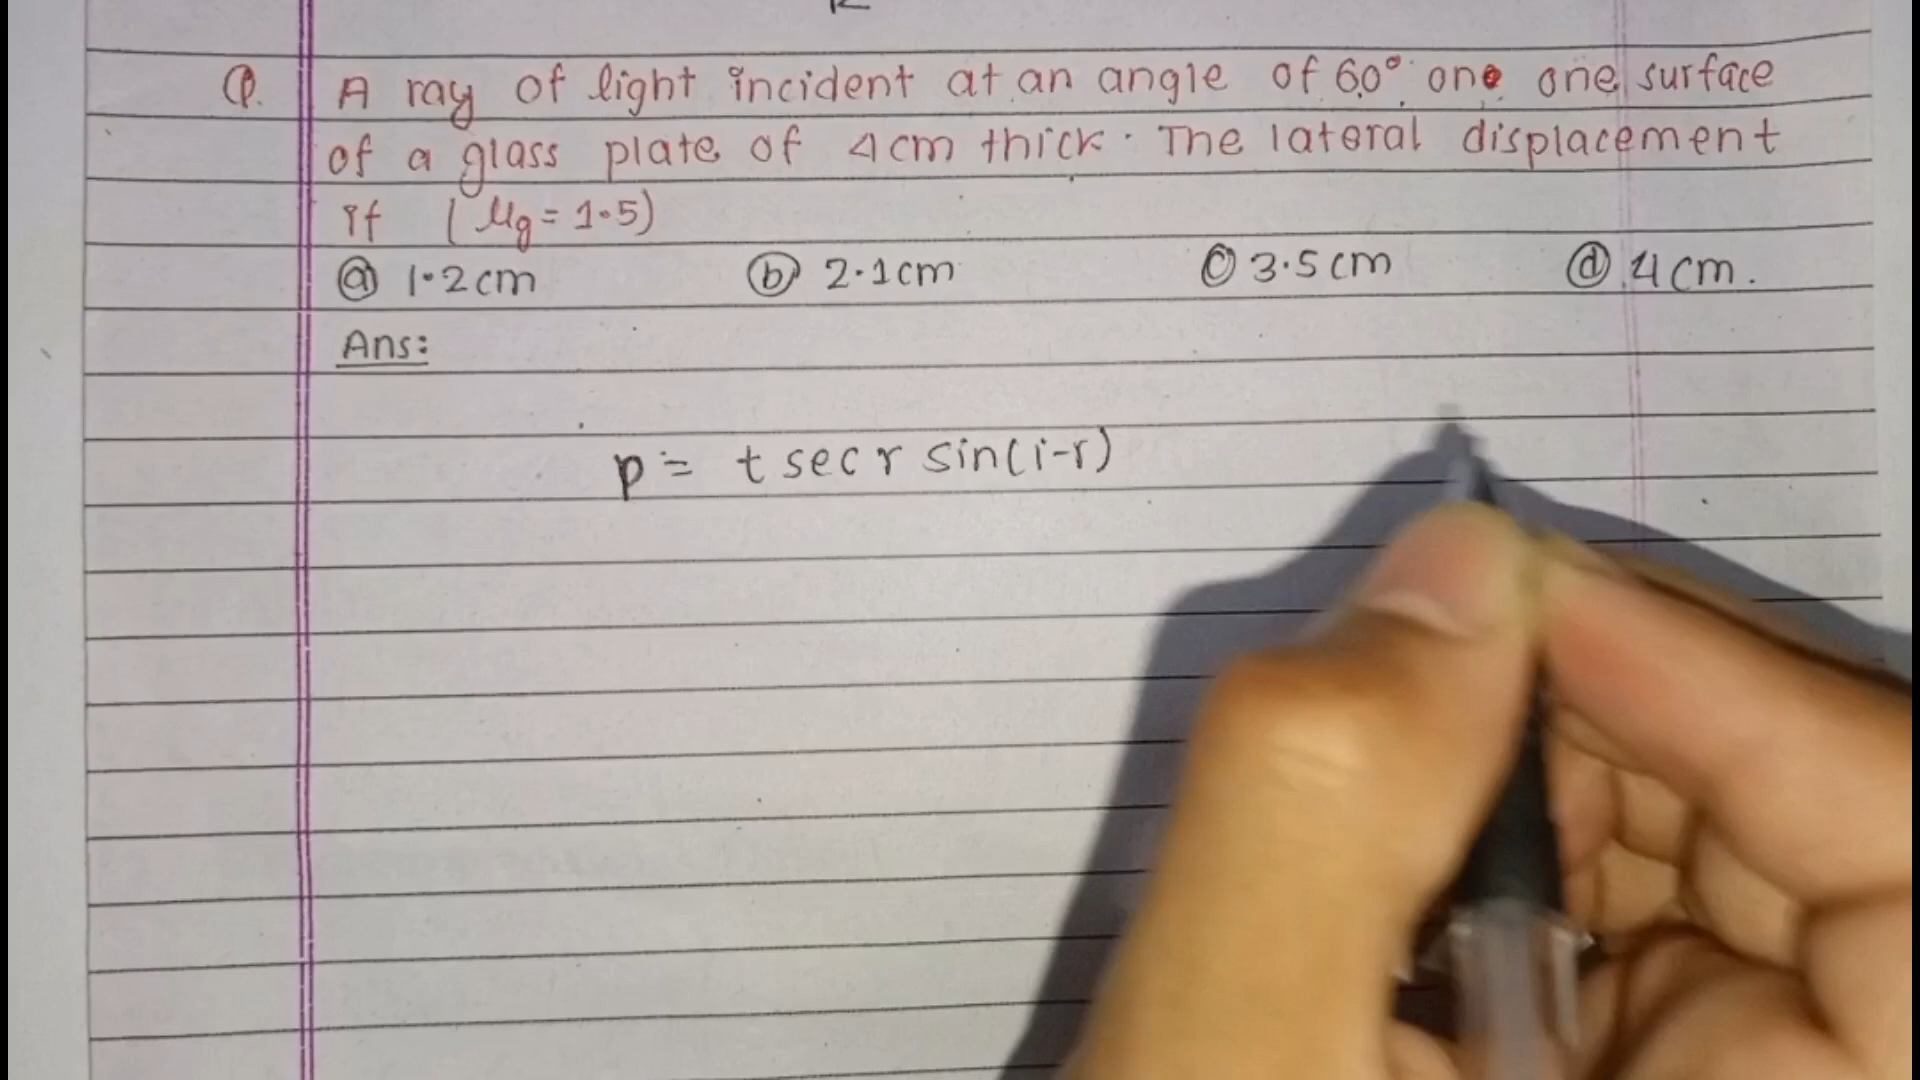 Q. A ray of light incident at an angle of 60° one one surface
of a glass plate of 4cm thick. The lateral displacement
if (μg = 1.5)
ⓐ 1.2cm ⓑ 2.1cm ⓒ 3.5cm ⓓ 4cm.
Ans:
p = t sec r sin(i-r)